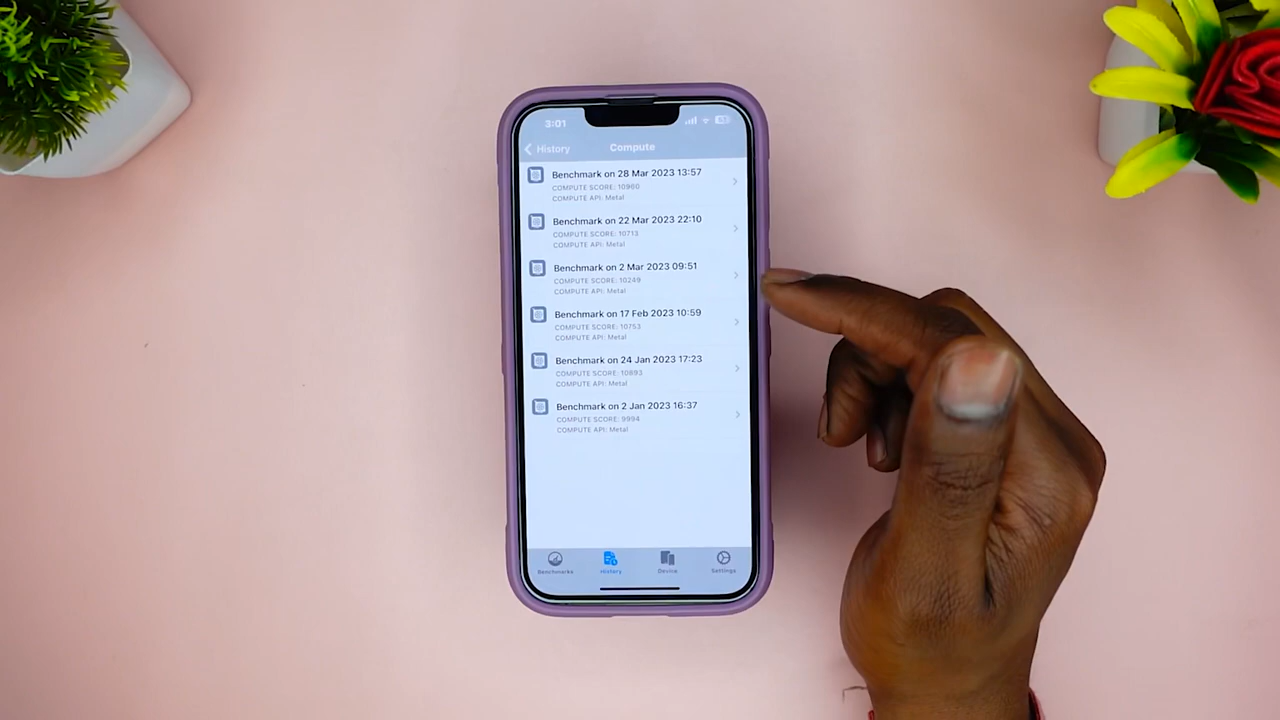 3:01
History
Compute
Benchmark on 28 Mar 2023 13:57
COMPUTE SCORE: 10960
COMPUTE API: Metal
Benchmark on 22 Mar 2023 22:10
COMPUTE SCORE: 10713
COMPUTE API: Metal
Benchmark on 2 Mar 2023 09:51
COMPUTE SCORE: 10249
COMPUTE API: Metal
Benchmark on 17 Feb 2023 10:59
COMPUTE SCORE: 10753
COMPUTE API: Metal
Benchmark on 24 Jan 2023 17:23
COMPUTE SCORE: 10893
COMPUTE API: Metal
Benchmark on 2 Jan 2023 16:37
COMPUTE SCORE: 9994
COMPUTE API: Metal
Benchmarks
History
Device
Settings